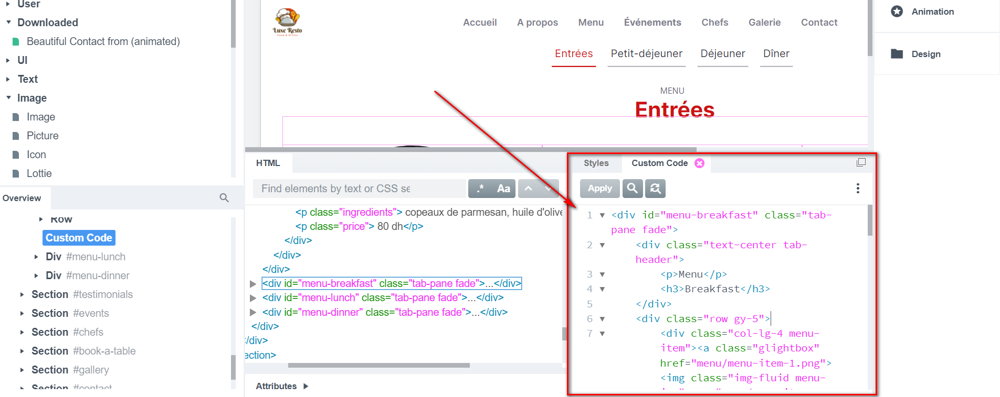 User
Downloaded
Beautiful Contact from (animated)
UI
Text
Image
Image
Picture
Icon
Lottie
Overview
Row
Custom Code
Div #menu-lunch
Div #menu-dinner
Section #testimonials
Section #events
Section #chefs
Section #book-a-table
Section #gallery
Section #contact
Luxe Resto
Food & Drinks
Accueil A propos Menu Événements Chefs Galerie Contact
Entrées Petit-déjeuner Déjeuner Dîner
MENU
Entrées
HTML
Find elements by text or CSS se
.* Aa
<p class="ingredients"> copeaux de parmesan, huile d'olive
<p class="price"> 80 dh</p>
</div>
</div>
</div>
<div id="menu-breakfast" class="tab-pane fade">...</div>
<div id="menu-lunch" class="tab-pane fade">...</div>
<div id="menu-dinner" class="tab-pane fade">...</div>
</div>
/div>
ection>
Attributes
Styles Custom Code
Apply
1 <div id="menu-breakfast" class="tab-
pane fade">
2 <div class="text-center tab-
header">
3 <p>Menu</p>
4 <h3>Breakfast</h3>
5 </div>
6 <div class="row gy-5">
7 <div class="col-lg-4 menu-
item"><a class="glightbox"
href="menu/menu-item-1.png">
<img class="img-fluid menu-
Animation
Design